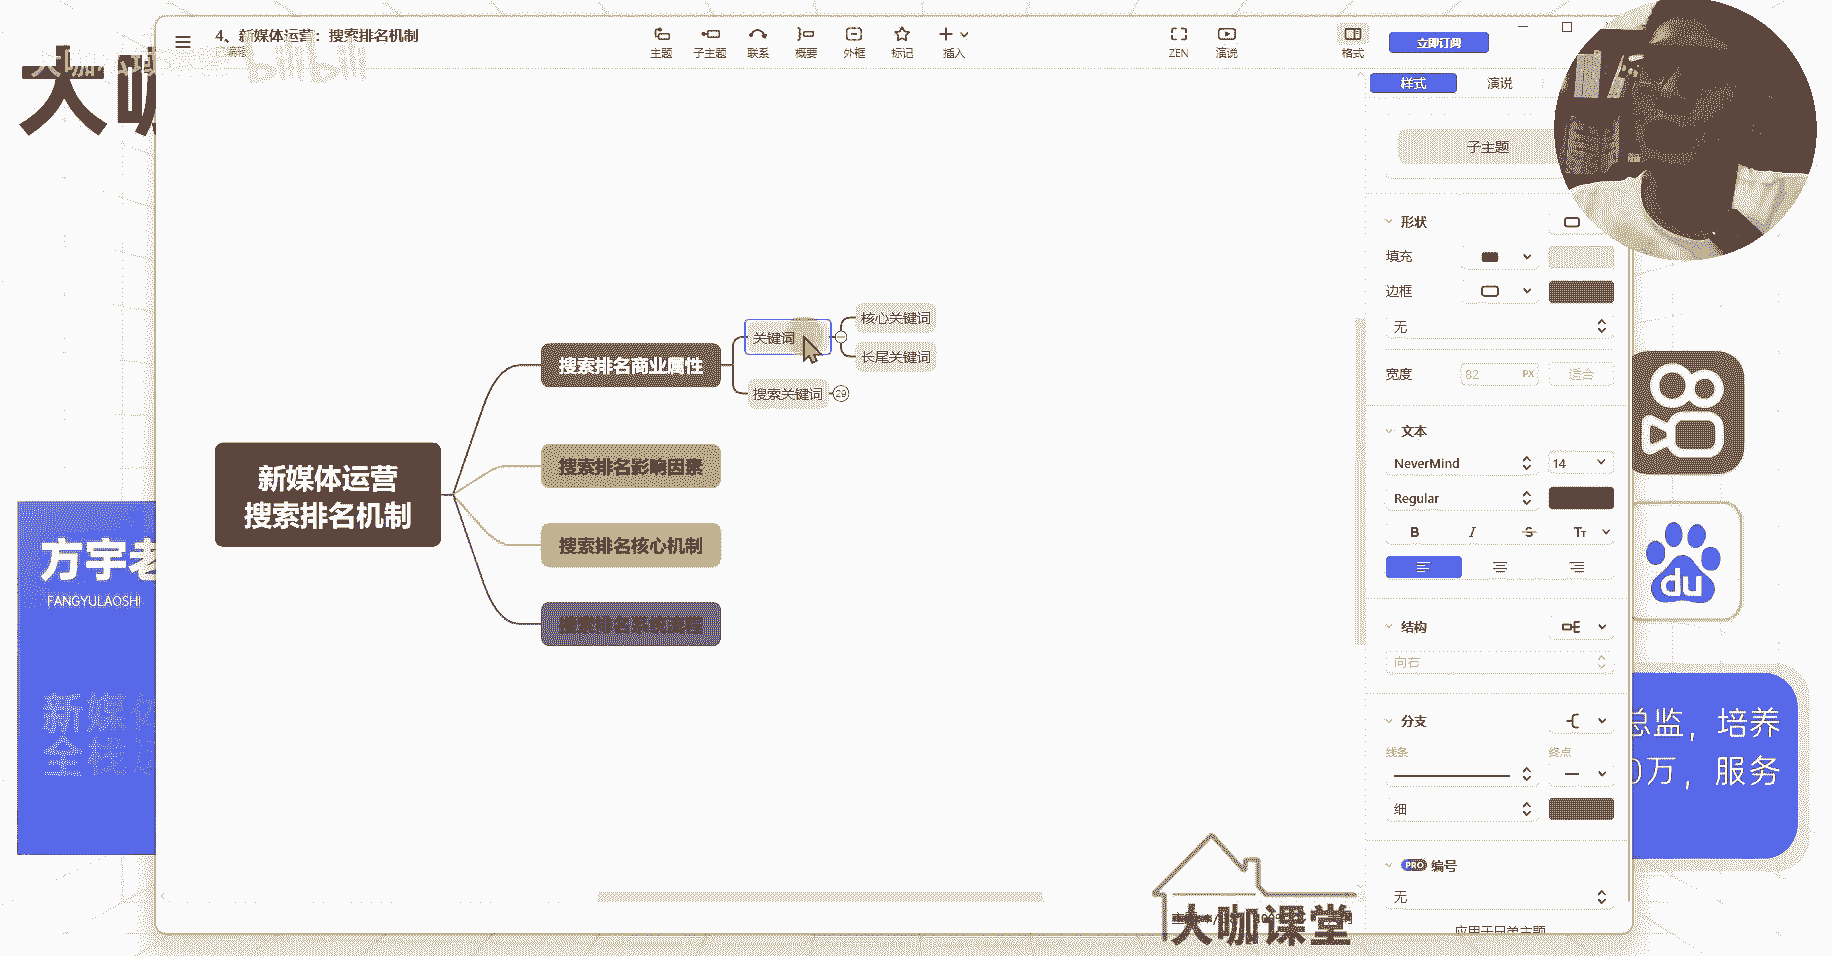 4、新媒体运营：搜索排名机制
已编辑
bilibili
主题
子主题
联系
概要
外框
标记
插入
ZEN
演说
格式
立即订阅
样式
演说
子主题
形状
填充
边框
无
宽度
82
PX
适合
文本
NeverMind
14
Regular
B
I
S
TT
结构
向右
分支
线条
终点
细
PRO
编号
无
应用于兄弟主题
新媒体运营
搜索排名机制
搜索排名商业属性
关键词
核心关键词
长尾关键词
搜索关键词
29
搜索排名影响因素
搜索排名核心机制
大咖
方宇老
FANGYULAOSHI
新媒体
全栈
du
总监，培养
0万，服务
大咖课堂